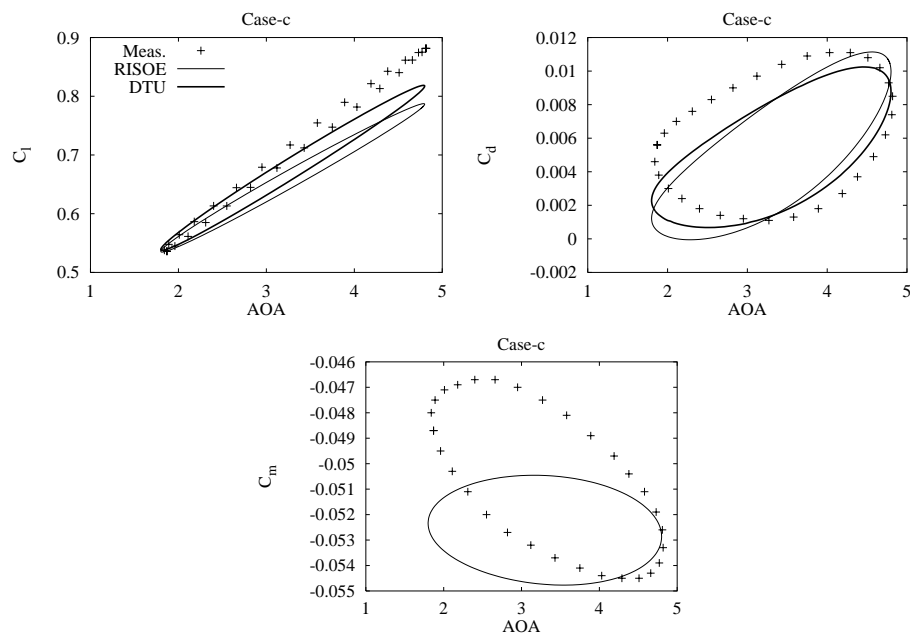 Case-c
Meas.
RISOE
DTU
0.9
0.8
0.7
0.6
0.5
C_l
1 2 3 4 5
AOA
Case-c
0.012
0.01
0.008
0.006
0.004
0.002
0
-0.002
C_d
1 2 3 4 5
AOA
Case-c
-0.046
-0.047
-0.048
-0.049
-0.05
-0.051
-0.052
-0.053
-0.054
-0.055
C_m
1 2 3 4 5
AOA